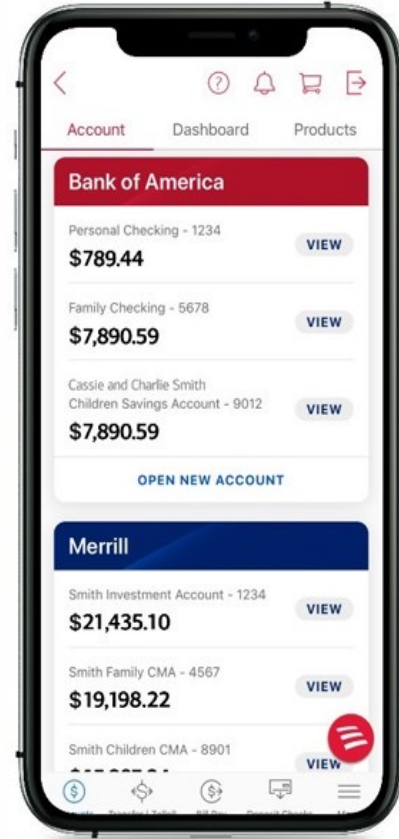 Account Dashboard Products
Bank of America
Personal Checking - 1234
$789.44
VIEW
Family Checking - 5678
$7,890.59
VIEW
Cassie and Charlie Smith
Children Savings Account - 9012
$7,890.59
VIEW
OPEN NEW ACCOUNT
Merrill
Smith Investment Account - 1234
$21,435.10
VIEW
Smith Family CMA - 4567
$19,198.22
VIEW
Smith Children CMA - 8901
VIEW